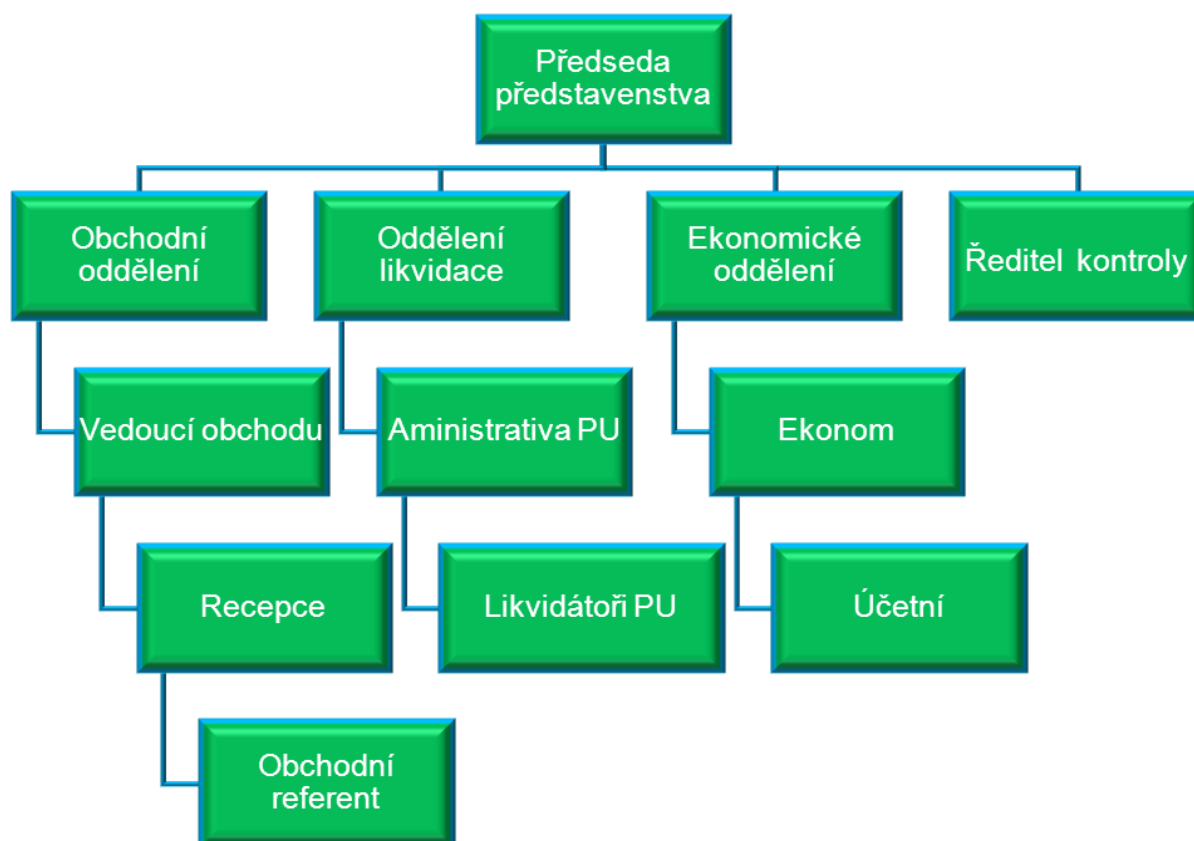 Předseda
představenstva
Obchodní
oddělení
Oddělení
likvidace
Ekonomické
oddělení
Ředitel kontroly
Vedoucí obchodu
Aministrativa PU
Ekonom
Recepce
Likvidátoři PU
Účetní
Obchodní
referent